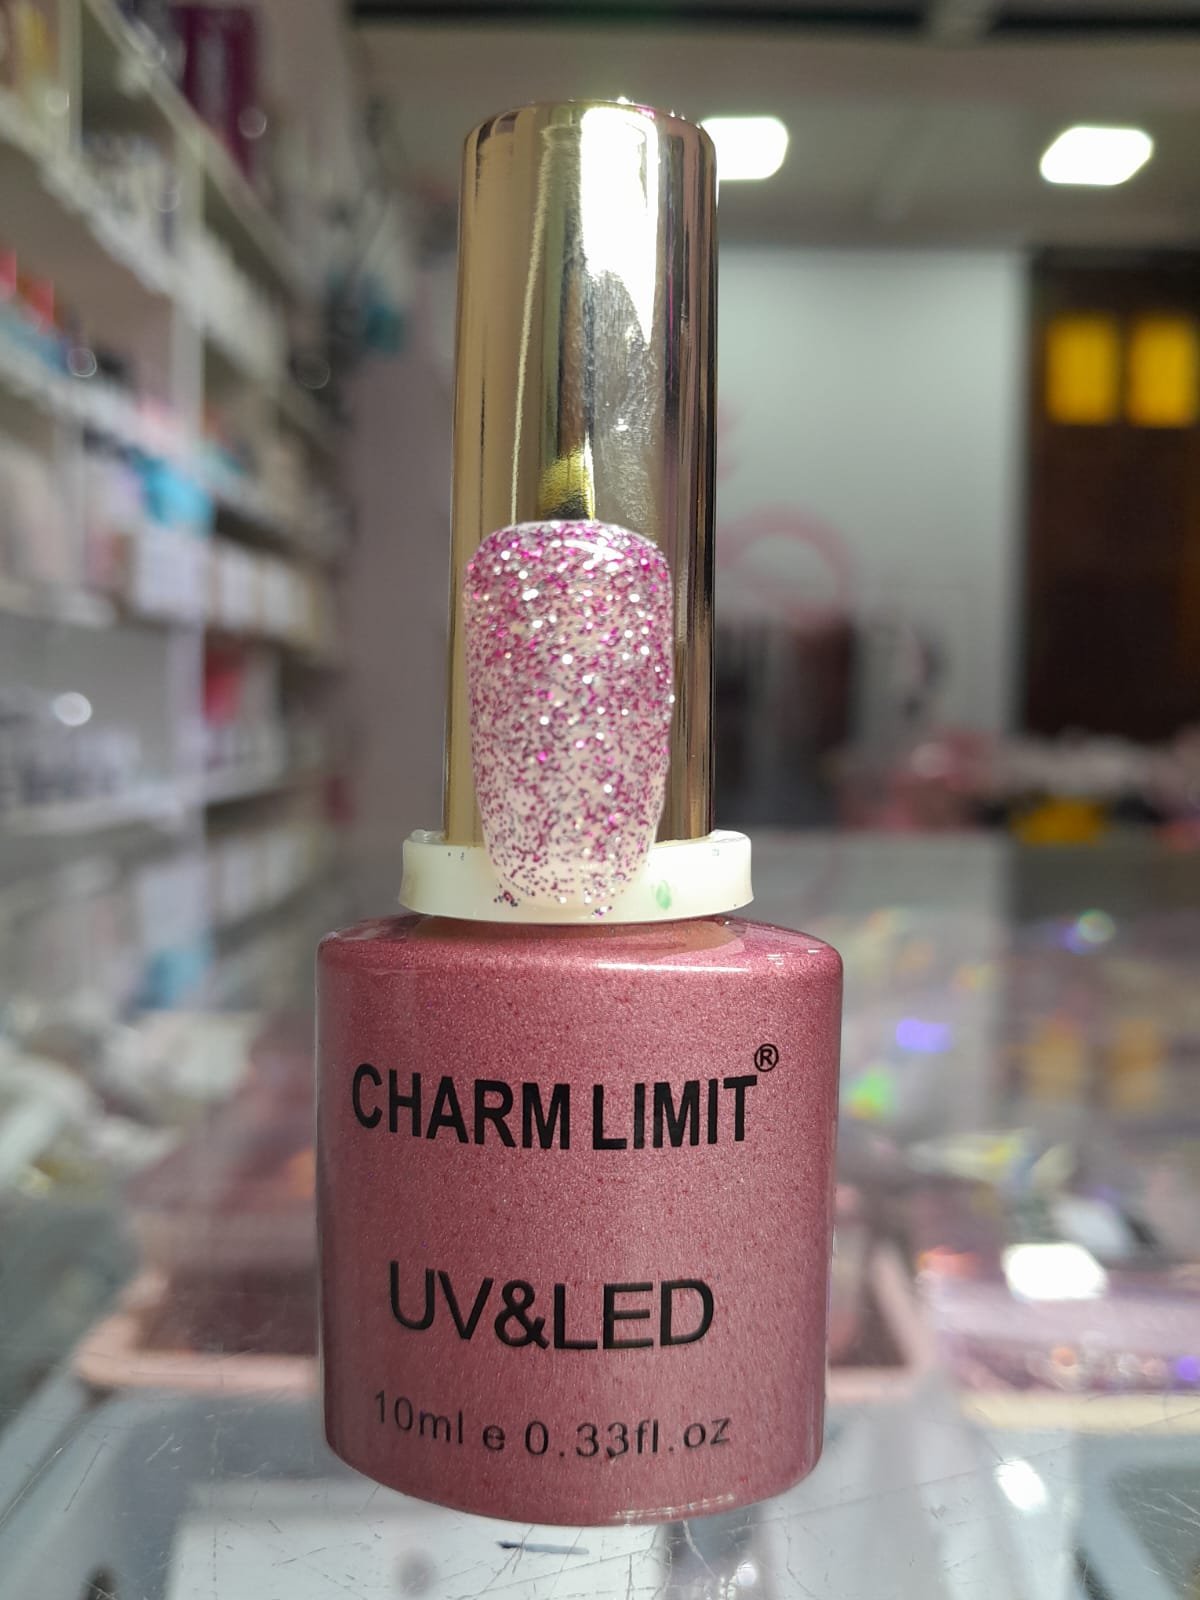 CHARM LIMIT®
UV&LED
10ml e 0.33fl.oz